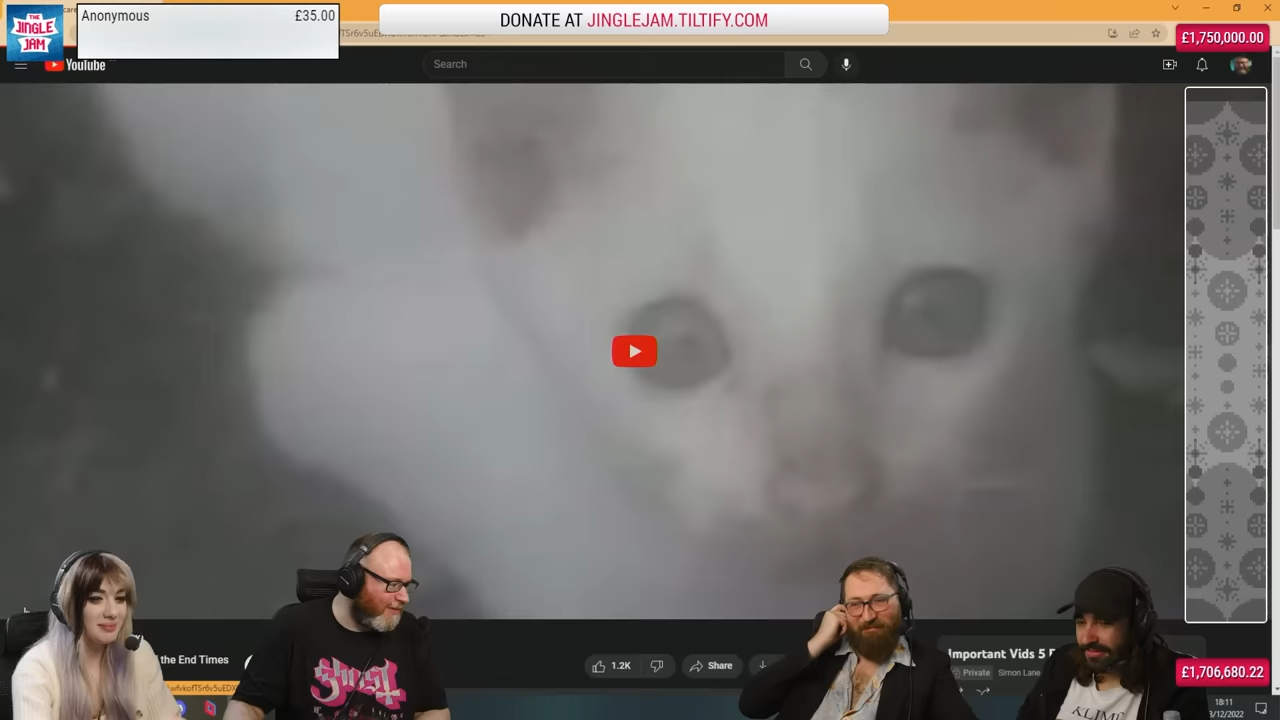 THE
JINGLE
JAM
Anonymous £35.00
DONATE AT JINGLEJAM.TILTIFY.COM
£1,750,000.00
YouTube
Search
the End Times
1.2K
Share
Important Vids 5
Private Simon Lane
£1,706,680.22
18:11
/12/2022